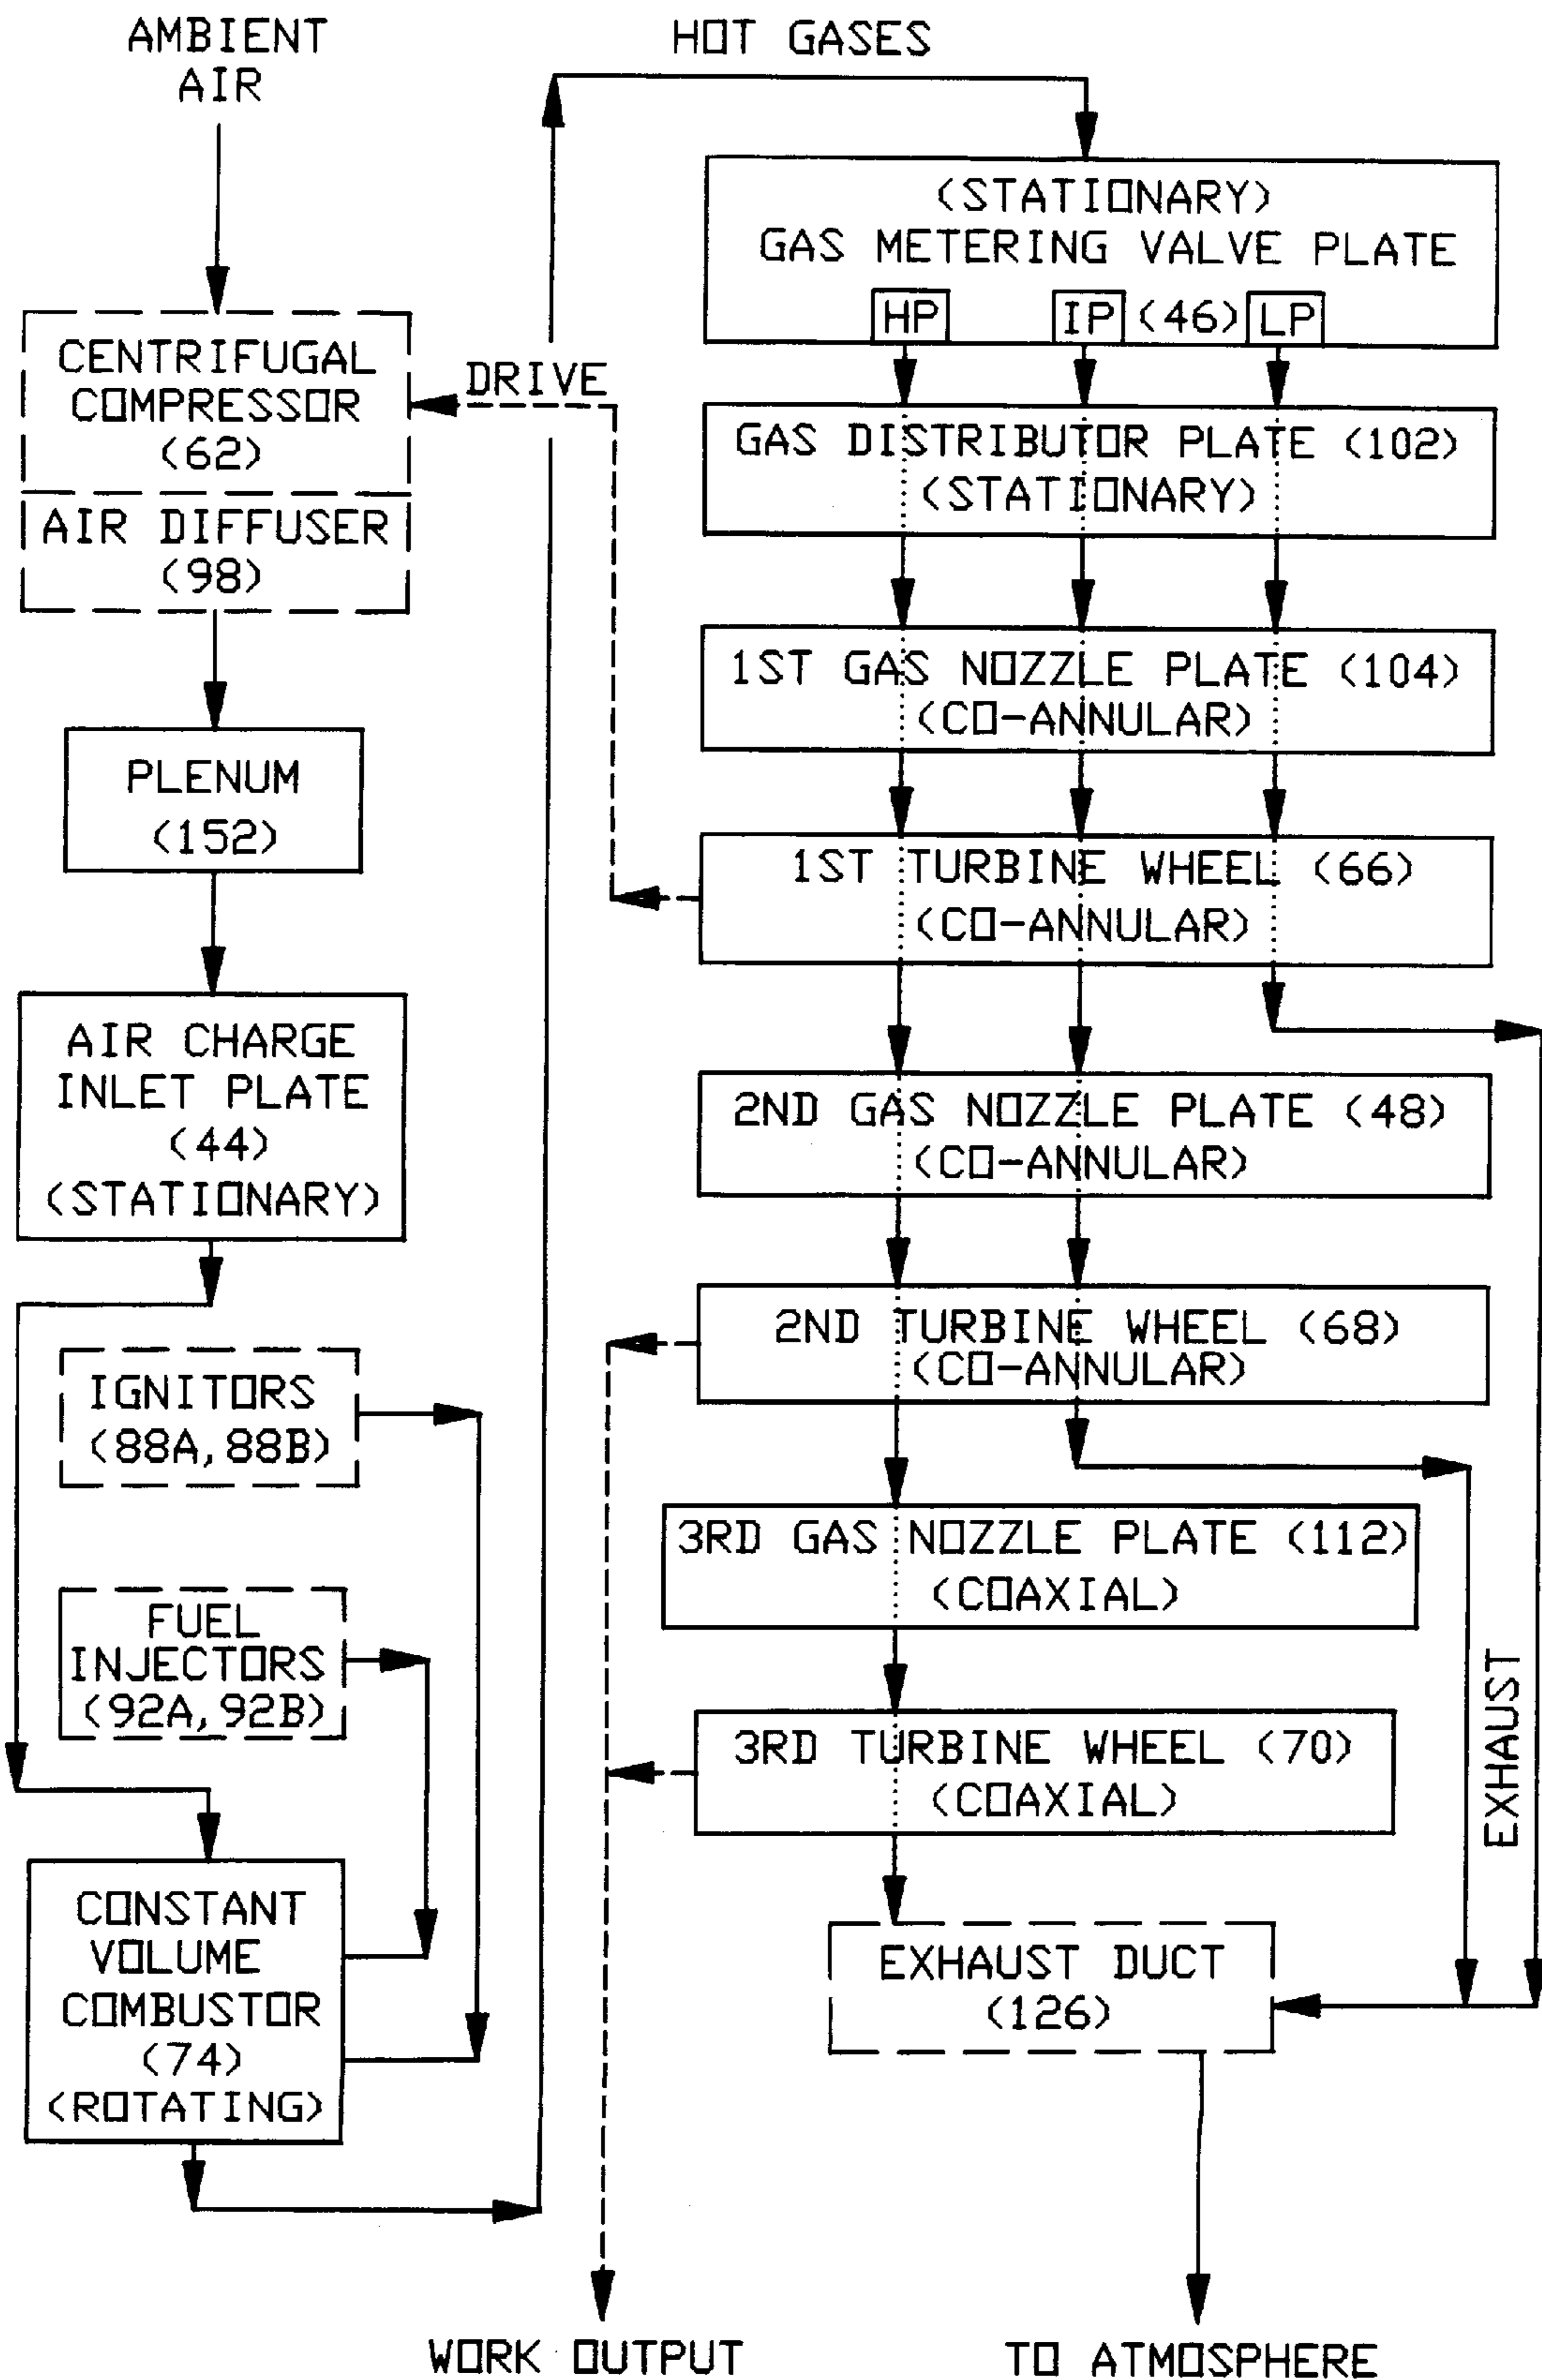 AMBIENT
AIR
CENTRIFUGAL
COMPRESSOR
(62)
AIR DIFFUSER
(98)
PLENUM
(152)
AIR CHARGE
INLET PLATE
(44)
(STATIONARY)
IGNITORS
(88A,88B)
FUEL
INJECTORS
(92A,92B)
CONSTANT
VOLUME
COMBUSTOR
(74)
(ROTATING)
HOT GASES
DRIVE
(STATIONARY)
GAS METERING VALVE PLATE
HP IP (46) LP
GAS DISTRIBUTOR PLATE (102)
(STATIONARY)
1ST GAS NOZZLE PLATE (104)
(CO-ANNULAR)
1ST TURBINE WHEEL (66)
(CO-ANNULAR)
2ND GAS NOZZLE PLATE (48)
(CO-ANNULAR)
2ND TURBINE WHEEL (68)
(CO-ANNULAR)
3RD GAS NOZZLE PLATE (112)
(COAXIAL)
3RD TURBINE WHEEL (70)
(COAXIAL)
EXHAUST
EXHAUST DUCT
(126)
WORK OUTPUT
TO ATMOSPHERE